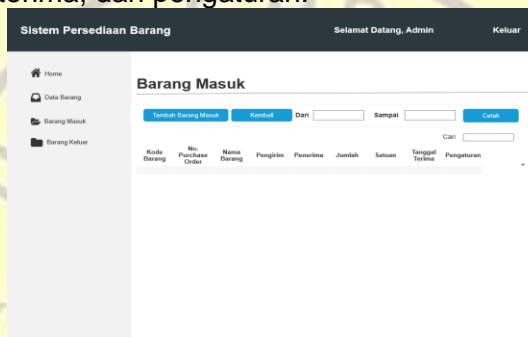 terima, dan pengaturan.
Sistem Persediaan Barang Selamat Datang, Admin Keluar
Home
Data Barang
Barang Masuk
Barang Keluar
Barang Masuk
Tambah Barang Masuk Kembali Dari Sampai Cetak
Cari
Kode Barang No. Purchase Order Nama Barang Pengirim Penerima Jumlah Satuan Tanggal Terima Pengaturan